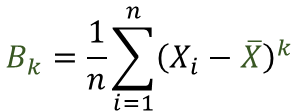 $B_k = \frac{1}{n} \sum_{i=1}^{n} (X_i - \bar{X})^k$